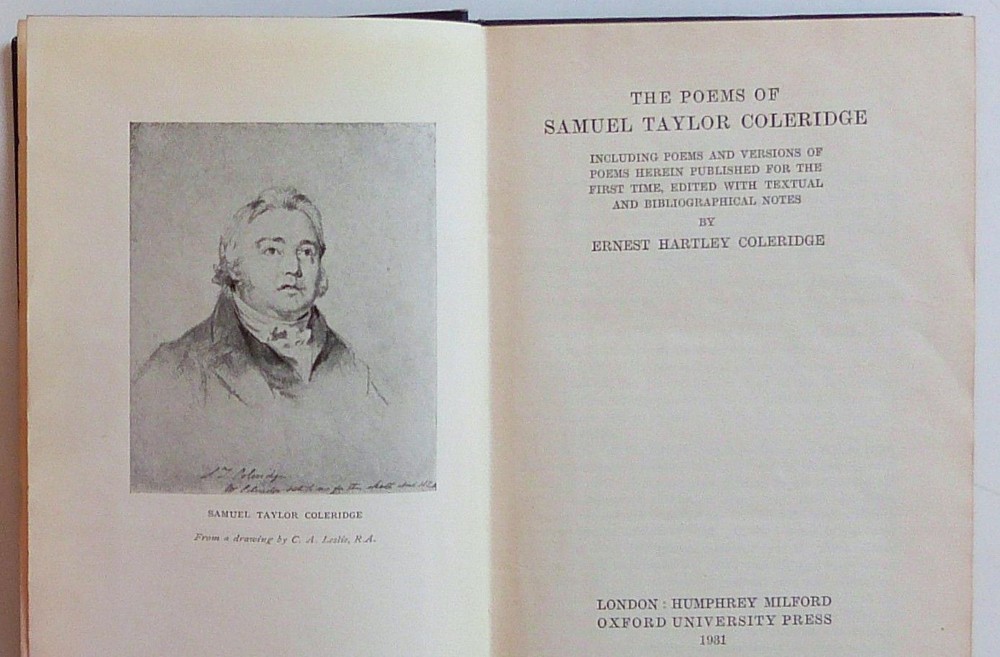 S T Coleridge
SAMUEL TAYLOR COLERIDGE
From a drawing by C. A. Leslie, R.A.
THE POEMS OF
SAMUEL TAYLOR COLERIDGE
INCLUDING POEMS AND VERSIONS OF
POEMS HEREIN PUBLISHED FOR THE
FIRST TIME, EDITED WITH TEXTUAL
AND BIBLIOGRAPHICAL NOTES
BY
ERNEST HARTLEY COLERIDGE
LONDON : HUMPHREY MILFORD
OXFORD UNIVERSITY PRESS
1931